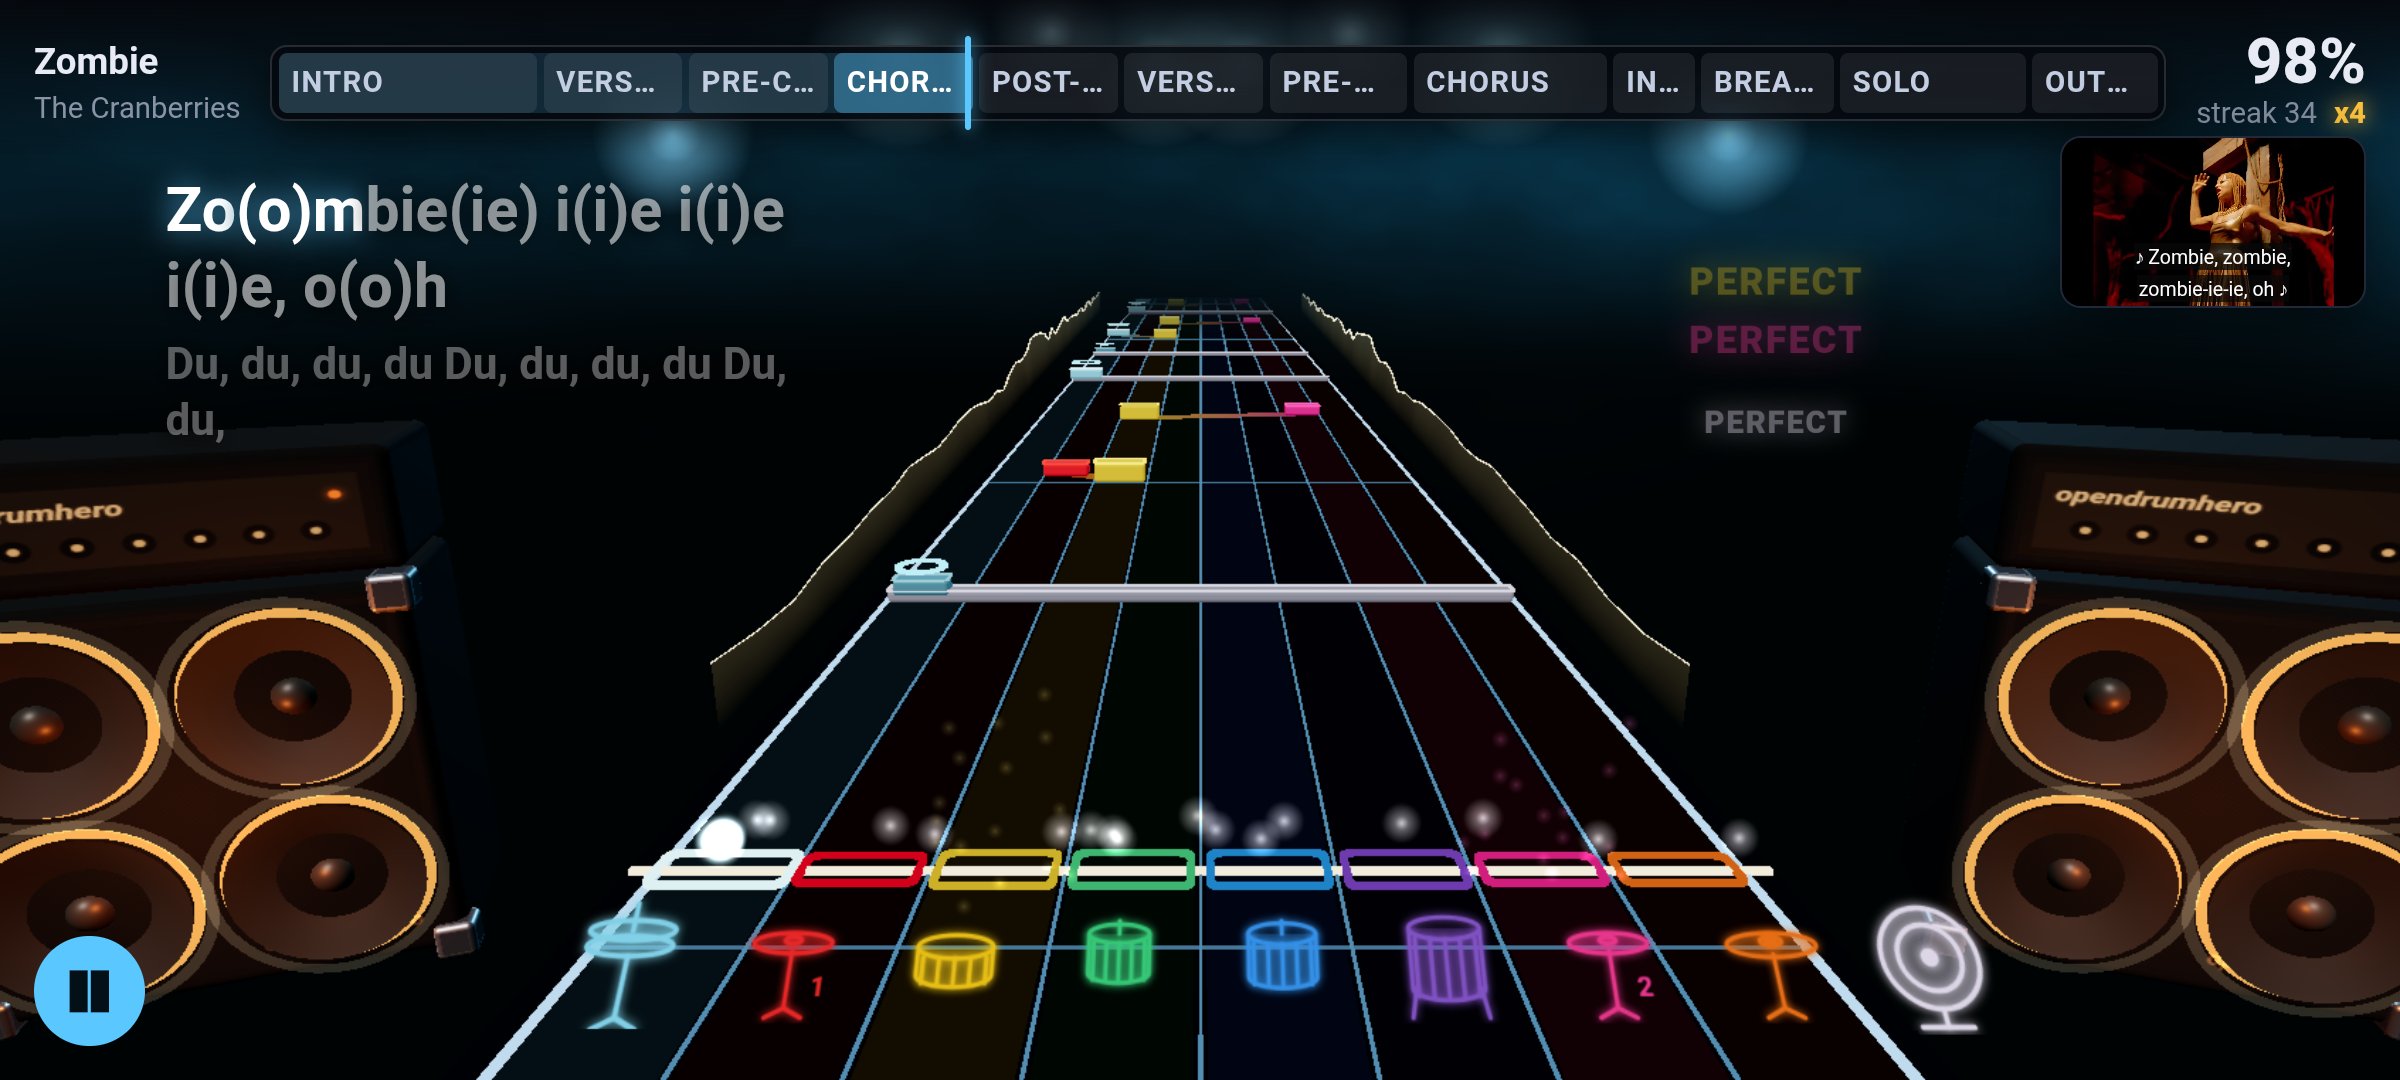 Zombie
The Cranberries
INTRO
VERS...
PRE-C...
CHOR...
POST-...
VERS...
PRE-...
CHORUS
IN...
BREA...
SOLO
OUT...
98%
streak 34 x4
Zo(o)mbie(ie) i(i)e i(i)e
i(i)e, o(o)h
Du, du, du, du Du, du, du, du Du,
du,
♪ Zombie, zombie,
zombie-ie-ie, oh ♪
PERFECT
PERFECT
PERFECT
rumhero
opendrumhero
1
2